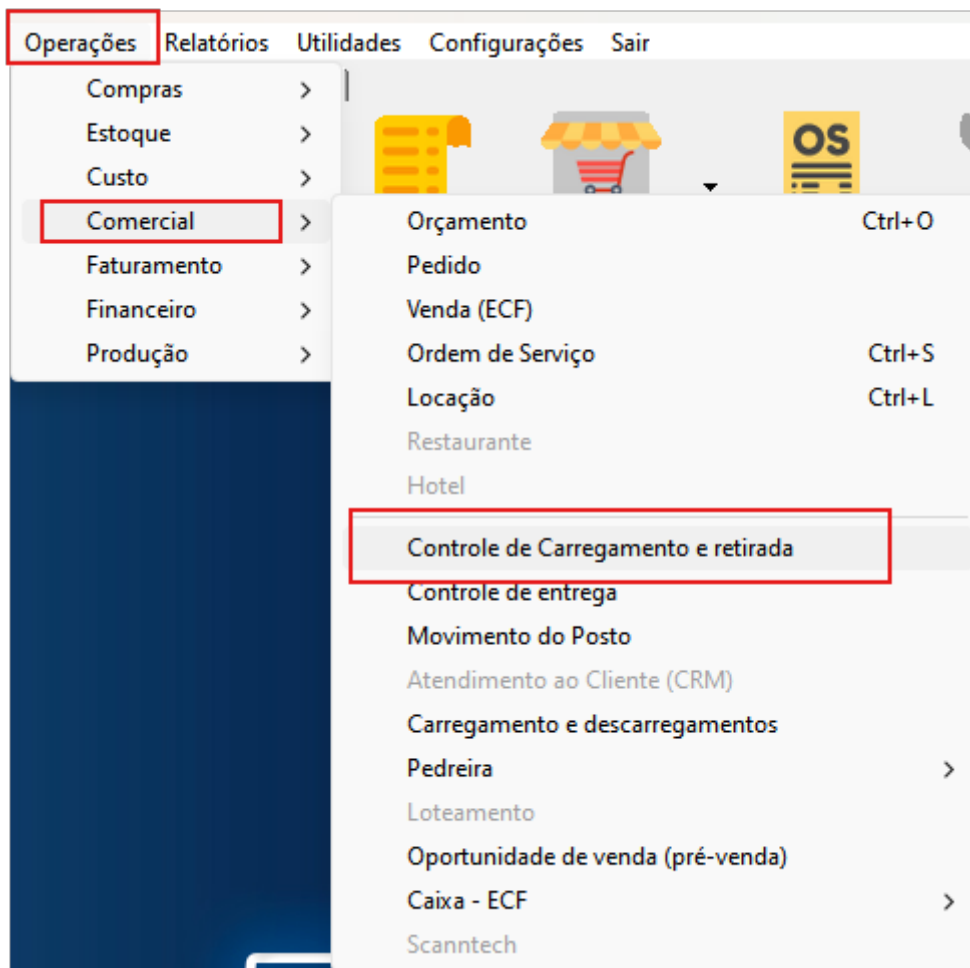 Operações Relatórios Utilidades Configurações Sair
Compras
Estoque
Custo
Comercial
Faturamento
Financeiro
Produção
OS
Orçamento Ctrl+O
Pedido
Venda (ECF)
Ordem de Serviço Ctrl+S
Locação Ctrl+L
Restaurante
Hotel
Controle de Carregamento e retirada
Controle de entrega
Movimento do Posto
Atendimento ao Cliente (CRM)
Carregamento e descarregamentos
Pedreira
Loteamento
Oportunidade de venda (pré-venda)
Caixa - ECF
Scanntech